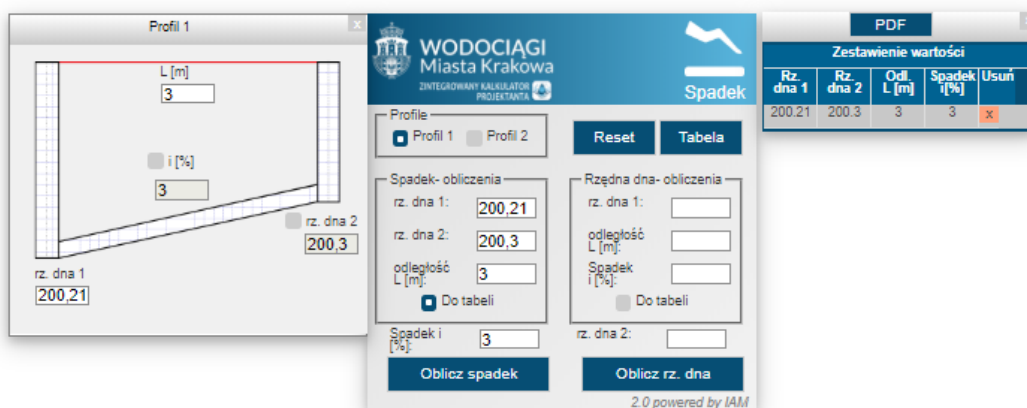 Profil 1
x
L [m]
3
i [%]
3
rz. dna 2
200,3
rz. dna 1
200,21
WODOCIĄGI
Miasta Krakowa
ZINTEGROWANY KALKULATOR
PROJEKTANTA
Spadek
Profile
Profil 1
Profil 2
Reset
Tabela
Spadek- obliczenia
rz. dna 1:
200,21
rz. dna 2:
200,3
odległość
L [m]:
3
Do tabeli
Spadek i
[%]:
3
Oblicz spadek
Rzędna dna- obliczenia
rz. dna 1:
odległość
L [m]:
Spadek
i [%]:
Do tabeli
rz. dna 2:
Oblicz rz. dna
2.0 powered by IAM
PDF
Zestawienie wartości
Rz. dna 1 Rz. dna 2 Odl. L [m] Spadek i[%] Usuń
200.21 200.3 3 3 x